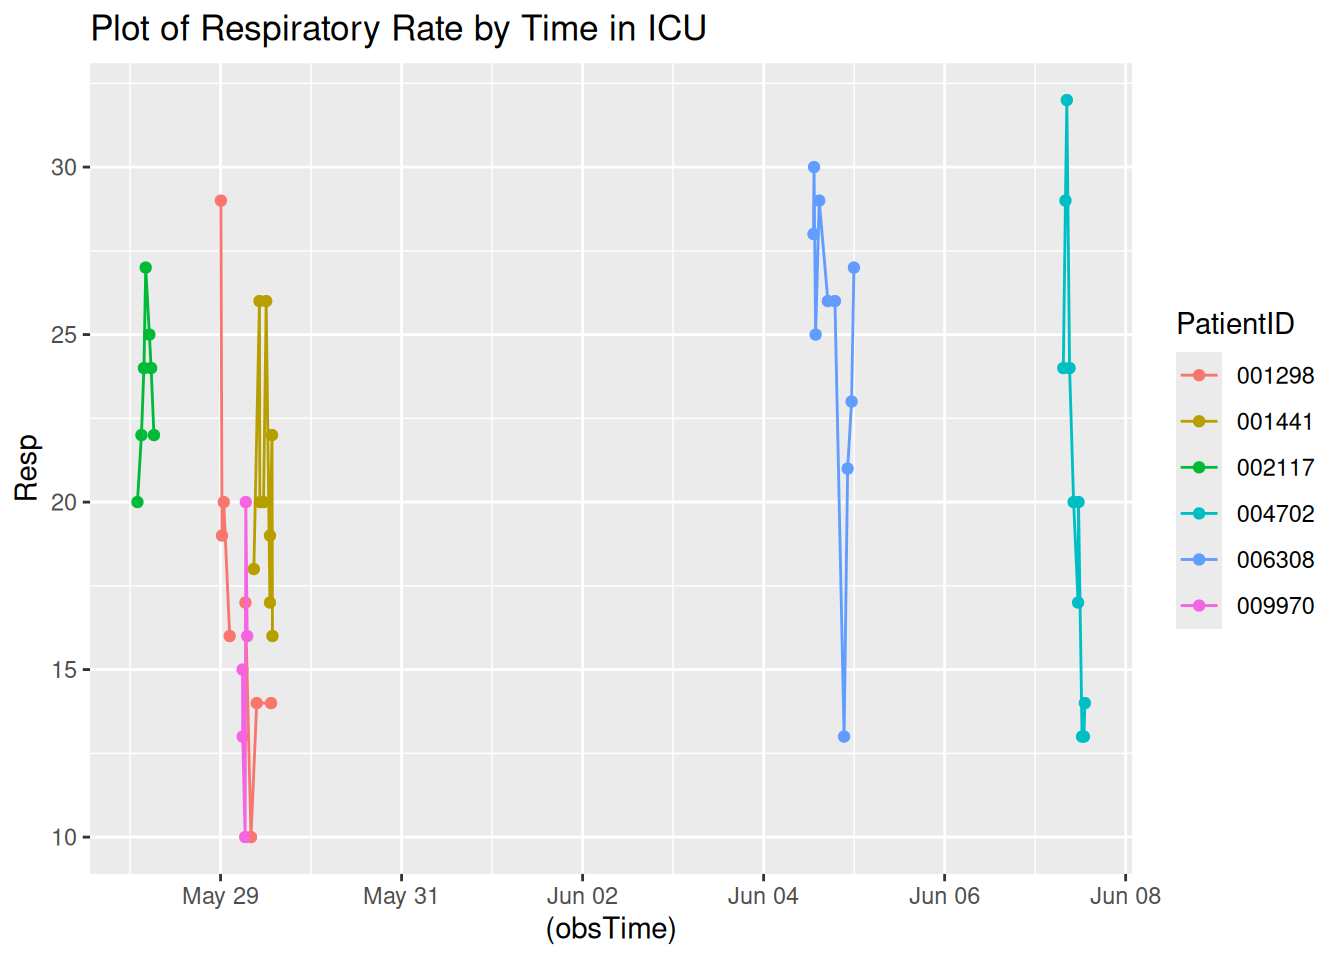 Plot of Respiratory Rate by Time in ICU
Resp
30
25
20
15
10
May 29
May 31
Jun 02
Jun 04
Jun 06
Jun 08
(obsTime)
PatientID
001298
001441
002117
004702
006308
009970